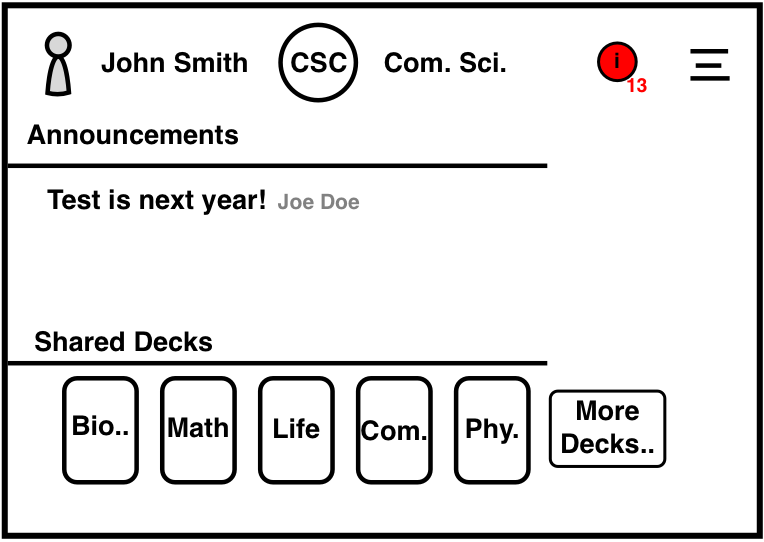 John Smith CSC Com. Sci. i 13
Announcements
Test is next year! Joe Doe
Shared Decks
Bio.. Math Life Com. Phy. More
Decks..